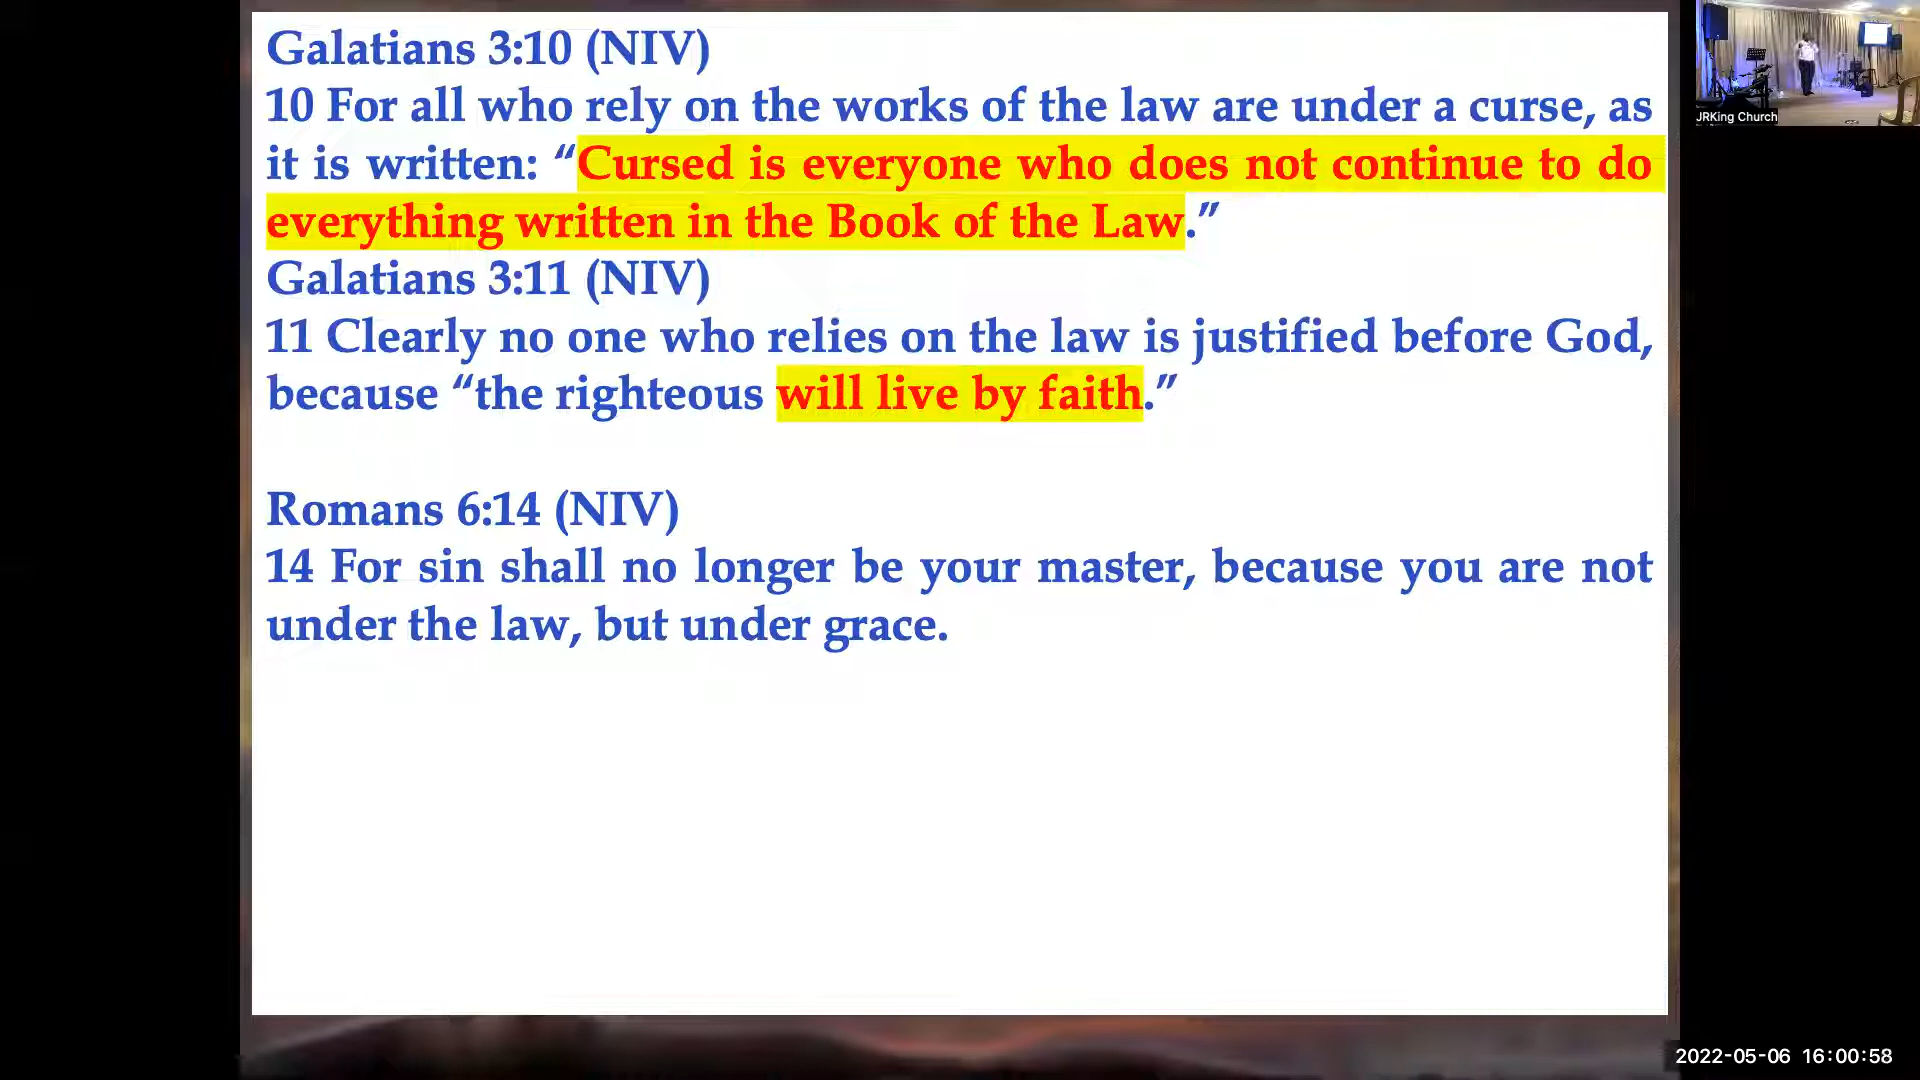 Galatians 3:10 (NIV)
10 For all who rely on the works of the law are under a curse, as
it is written: “Cursed is everyone who does not continue to do
everything written in the Book of the Law.”
Galatians 3:11 (NIV)
11 Clearly no one who relies on the law is justified before God,
because “the righteous will live by faith.”
Romans 6:14 (NIV)
14 For sin shall no longer be your master, because you are not
under the law, but under grace.
JRKing Church
2022-05-06 16:00:58